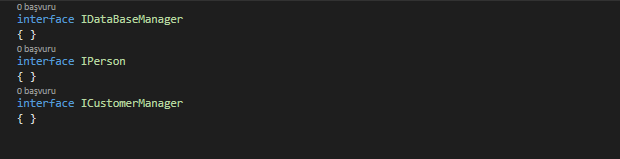 0 başvuru
interface IDataBaseManager
{ }
0 başvuru
interface IPerson
{ }
0 başvuru
interface ICustomerManager
{ }